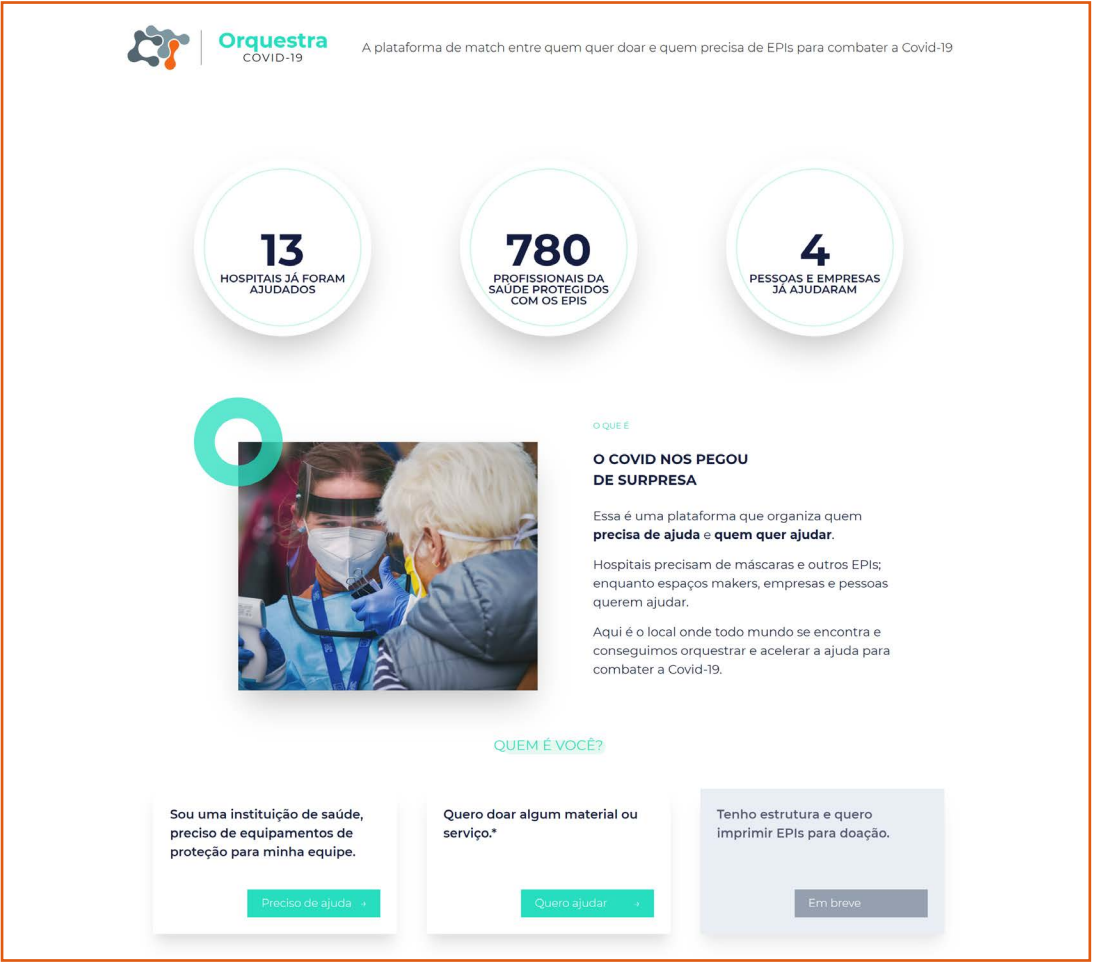 Orquestra
COVID-19
A plataforma de match entre quem quer doar e quem precisa de EPIs para combater a Covid-19
13
HOSPITAIS JÁ FORAM
AJUDADOS
780
PROFISSIONAIS DA
SAÚDE PROTEGIDOS
COM OS EPIS
4
PESSOAS E EMPRESAS
JÁ AJUDARAM
O QUE É
O COVID NOS PEGOU
DE SURPRESA
Essa é uma plataforma que organiza quem
precisa de ajuda e quem quer ajudar.
Hospitais precisam de máscaras e outros EPIs;
enquanto espaços makers, empresas e pessoas
querem ajudar.
Aqui é o local onde todo mundo se encontra e
conseguimos orquestrar e acelerar a ajuda para
combater a Covid-19.
QUEM É VOCÊ?
Sou uma instituição de saúde,
preciso de equipamentos de
proteção para minha equipe.
Preciso de ajuda →
Quero doar algum material ou
serviço.*
Quero ajudar →
Tenho estrutura e quero
imprimir EPIs para doação.
Em breve